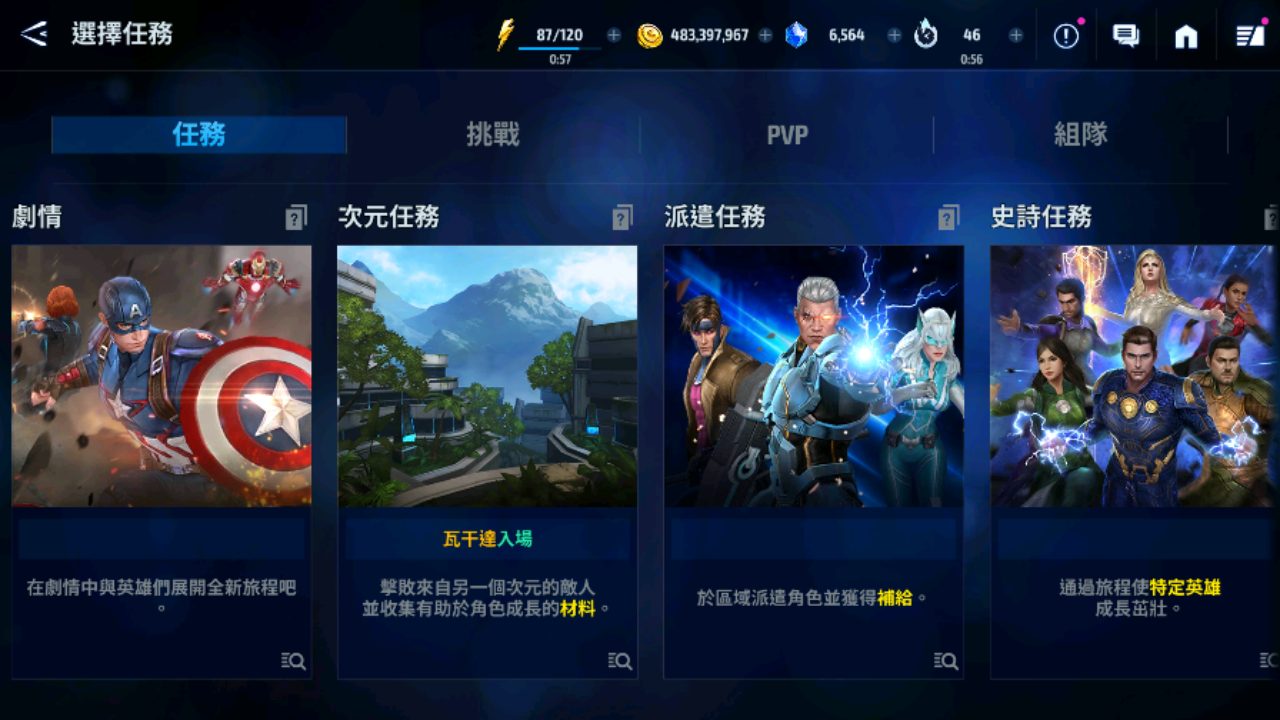 選擇任務
87/120
0:57
483,397,967
6,564
46
0:56
任務
挑戰
PVP
組隊
劇情
次元任務
派遣任務
史詩任務
瓦干達入場
在劇情中與英雄們展開全新旅程吧
。
擊敗來自另一個次元的敵人
並收集有助於角色成長的材料。
於區域派遣角色並獲得補給。
通過旅程使特定英雄
成長茁壯。